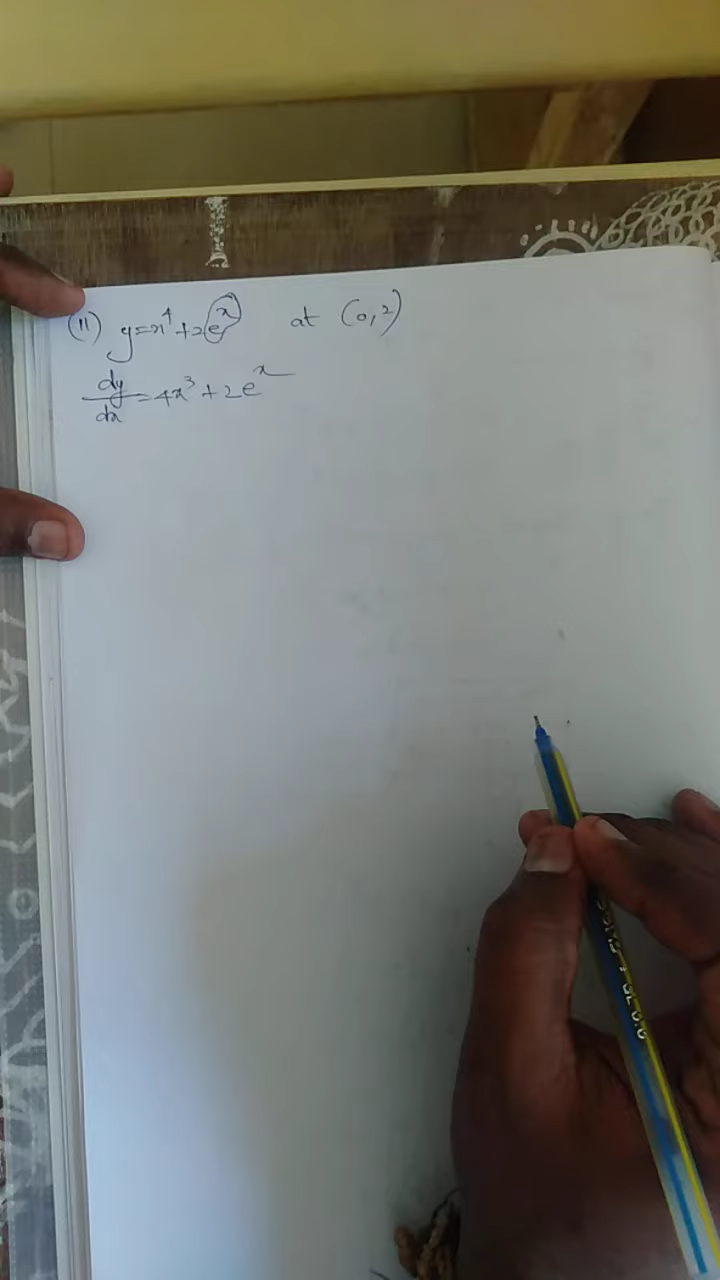 (11) y=x⁴+2eˣ at (0,2)
dy/dx=4x³+2eˣ